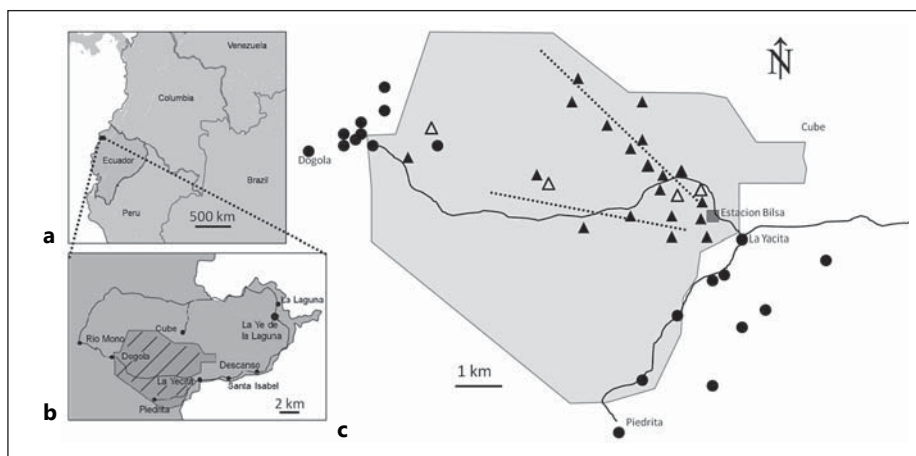 Venezuela
Columbia
Ecuador
Brazil
Peru
500 km
a
La Laguna
Cube
La Ye de
la Laguna
Rio Mono
Dogola
Descanso
La Yecita
Santa Isabel
Piedrita
2 km
b
N
Cube
Dogola
Estacion Bilsa
La Yacita
1 km
Piedrita
c